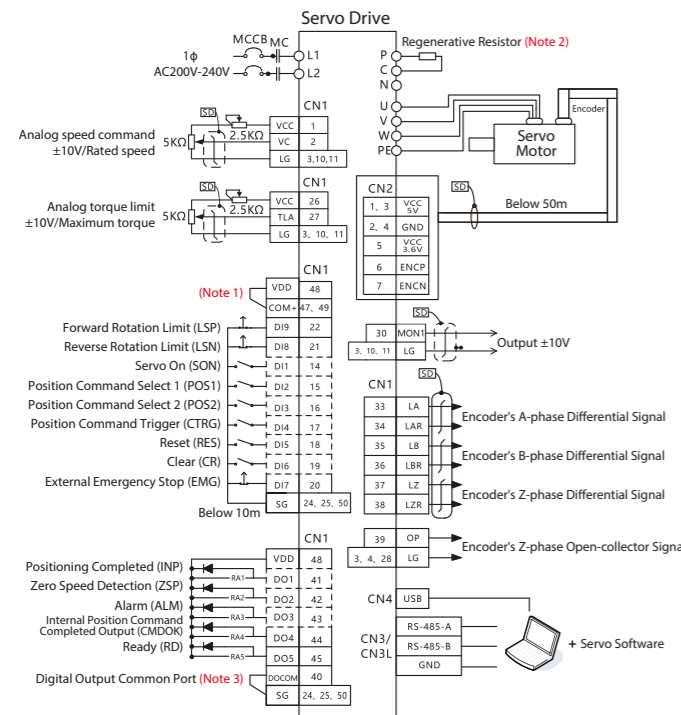 Servo Drive
MCCB MC
1ϕ
AC200V-240V
L1
L2
Regenerative Resistor (Note 2)
P
C
N
U
V
W
PE
Encoder
Servo
Motor
CN1
SD
Analog speed command
±10V/Rated speed
5KΩ
2.5KΩ
VCC 1
VC 2
LG 3,10,11
CN1
SD
Analog torque limit
±10V/Maximum torque
5KΩ
2.5KΩ
VCC 26
TLA 27
LG 3, 10, 11
CN2
1, 3 VCC 5V
2, 4 GND
5 VCC 3.6V
6 ENCP
7 ENCN
SD
Below 50m
CN1
(Note 1)
VDD 48
COM+ 47, 49
Forward Rotation Limit (LSP) DI9 22
Reverse Rotation Limit (LSN) DI8 21
Servo On (SON) DI1 14
Position Command Select 1 (POS1) DI2 15
Position Command Select 2 (POS2) DI3 16
Position Command Trigger (CTRG) DI4 17
Reset (RES) DI5 18
Clear (CR) DI6 19
External Emergency Stop (EMG) DI7 20
SG 24, 25, 50
Below 10m
SD
30 MON1
3, 10, 11 LG
Output ±10V
CN1
SD
33 LA
34 LAR
Encoder's A-phase Differential Signal
35 LB
36 LBR
Encoder's B-phase Differential Signal
37 LZ
38 LZR
Encoder's Z-phase Differential Signal
39 OP
3, 4, 28 LG
Encoder's Z-phase Open-collector Signa
CN1
VDD 48
Positioning Completed (INP)
RA1 DO1 41
Zero Speed Detection (ZSP)
RA2 DO2 42
Alarm (ALM)
RA3 DO3 43
Internal Position Command
Completed Output (CMDOK)
RA4 DO4 44
Ready (RD)
RA5 DO5 45
Digital Output Common Port (Note 3)
DOCOM 40
SG 24, 25, 50
CN4 USB
CN3/
CN3L
RS-485-A
RS-485-B
GND
+ Servo Software